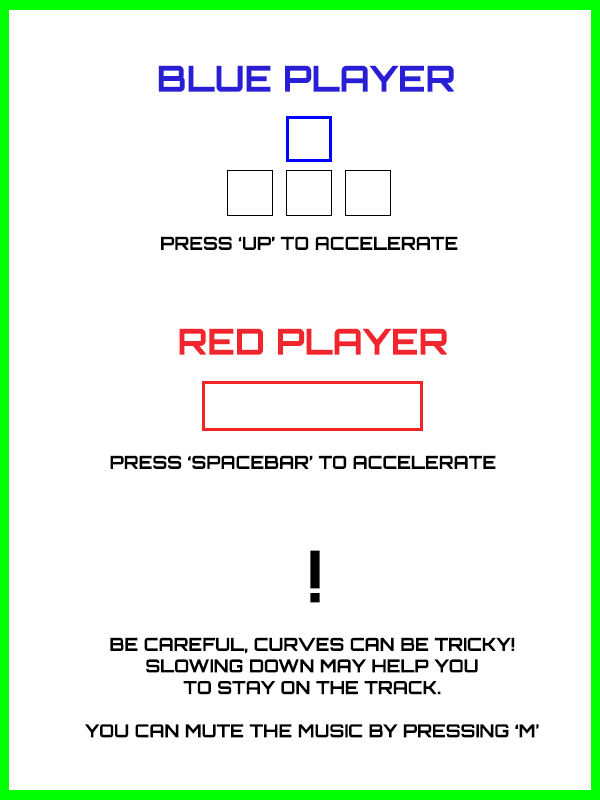 BLUE PLAYER
PRESS ‘UP’ TO ACCELERATE
RED PLAYER
PRESS ‘SPACEBAR’ TO ACCELERATE
!
BE CAREFUL, CURVES CAN BE TRICKY!
SLOWING DOWN MAY HELP YOU
TO STAY ON THE TRACK.
YOU CAN MUTE THE MUSIC BY PRESSING ‘M’